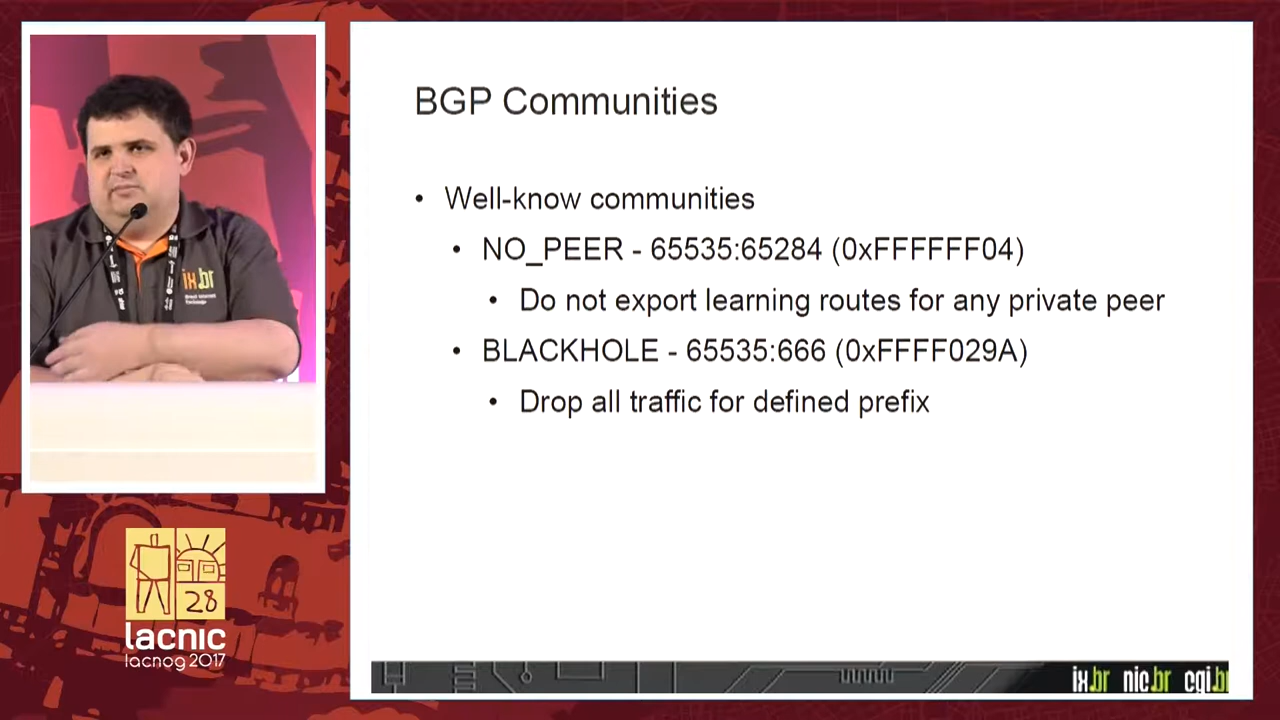 BGP Communities
• Well-know communities
• NO_PEER - 65535:65284 (0xFFFFFF04)
• Do not export learning routes for any private peer
• BLACKHOLE - 65535:666 (0xFFFF029A)
• Drop all traffic for defined prefix
ix.br
28
lacnic
lacnog 2017
ix.br nic.br cgi.br